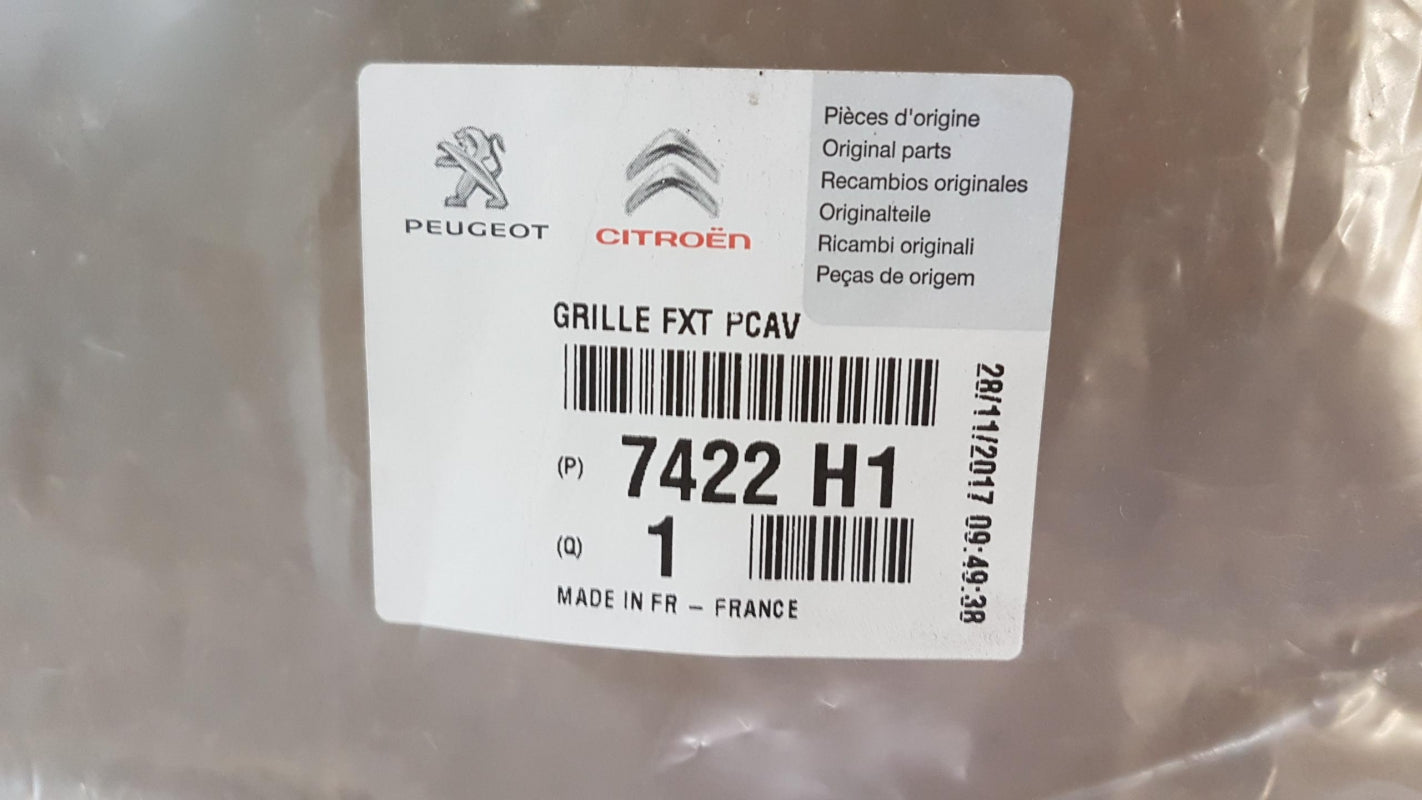 PEUGEOT
CITROËN
Pièces d'origine
Original parts
Recambios originales
Originalteile
Ricambi originali
Peças de origem
GRILLE FXT PCAV
(P) 7422 H1
(Q) 1
MADE IN FR – FRANCE
28/11/2017 09:49:38